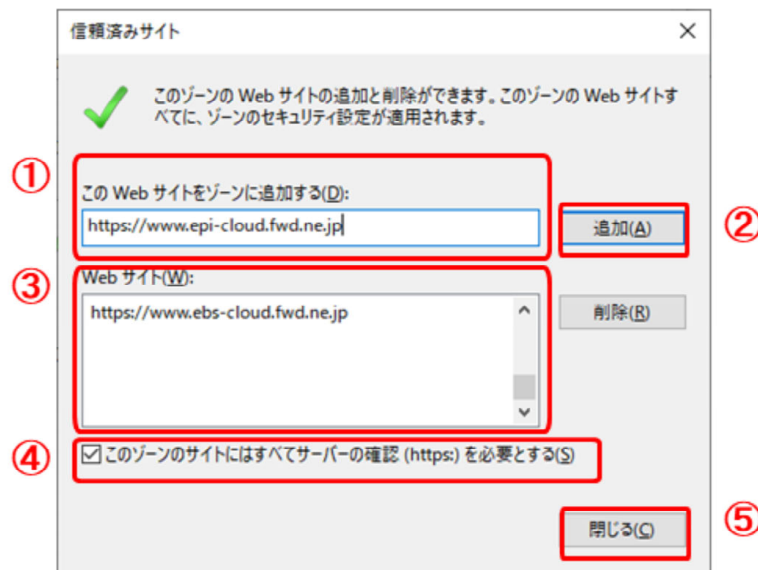 信頼済みサイト
このゾーンの Web サイトの追加と削除ができます。このゾーンの Web サイトす
べてに、ゾーンのセキュリティ設定が適用されます。
①
この Web サイトをゾーンに追加する(D):
https://www.epi-cloud.fwd.ne.jp
追加(A)
②
③
Web サイト(W):
https://www.ebs-cloud.fwd.ne.jp
削除(R)
④
このゾーンのサイトにはすべてサーバーの確認 (https:) を必要とする(S)
閉じる(C)
⑤